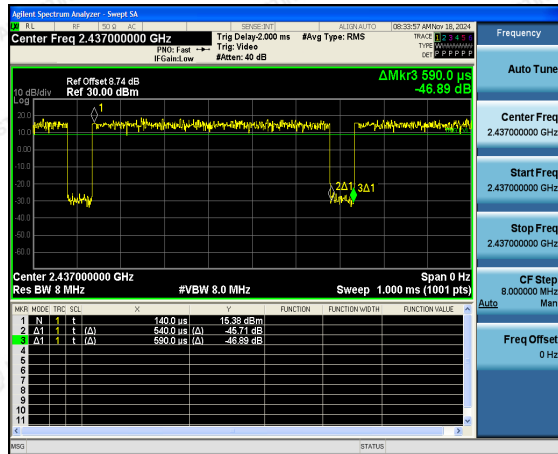 Agilent Spectrum Analyzer - Swept SA
RL RF 50 Ω AC SENSE:INT ALIGN AUTO 08:33:57 AM Nov 18, 2024
Center Freq 2.437000000 GHz
PNO: Fast
IFGain:Low
Trig Delay-2.000 ms
Trig: Video
#Atten: 40 dB
#Avg Type: RMS
TRACE 1 2 3 4 5 6
TYPE
DET P P P P P P
Ref Offset 8.74 dB
10 dB/div Ref 30.00 dBm
Log
ΔMkr3 590.0 µs
-46.89 dB
1
20.0
10.0
0.00
-10.0
-20.0
-30.0
-40.0
-50.0
-60.0
2Δ1 3Δ1
Center 2.437000000 GHz Span 0 Hz
Res BW 8 MHz #VBW 8.0 MHz Sweep 1.000 ms (1001 pts)
MKR MODE TRC SCL X Y FUNCTION FUNCTION WIDTH FUNCTION VALUE
1 N 1 t 140.0 µs 15.38 dBm
2 Δ1 1 t (Δ) 540.0 µs (Δ) -45.71 dB
3 Δ1 1 t (Δ) 590.0 µs (Δ) -46.89 dB
4
5
6
7
8
9
10
11
MSG STATUS
Frequency
Auto Tune
Center Freq
2.437000000 GHz
Start Freq
2.437000000 GHz
Stop Freq
2.437000000 GHz
CF Step
8.000000 MHz
Auto Man
Freq Offset
0 Hz